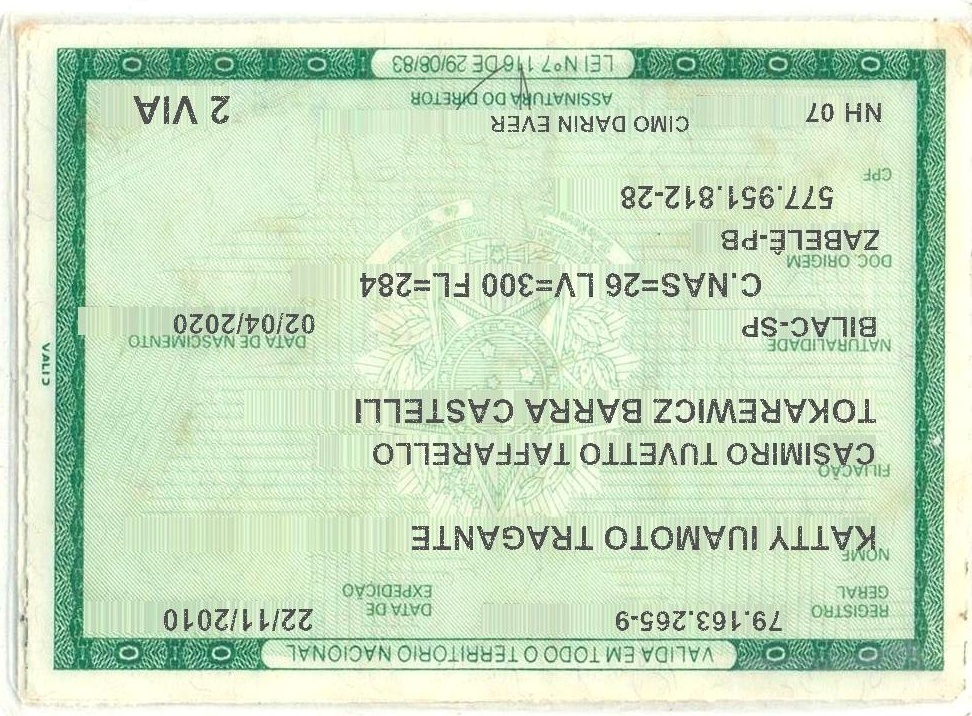 VALIDA EM TODO O TERRITORIO NACIONAL
REGISTRO GERAL 79.163.265-9 DATA DE EXPEDIÇÃO 22/11/2010
NOME
KATTY IUAMOTO TRAGANTE
FILIAÇÃO
CASIMIRO TUVETTO TAFFARELLO
TOKAREWICZ BARRA CASTELLI
NATURALIDADE DATA DE NASCIMENTO
BILAC-SP 02/04/2020
C.NAS=26 LV=300 FL=284
DOC. ORIGEM
ZABELÊ-PB
577.951.812-28
CPF
NH 07 CIMO DARIN EVER 2 VIA
ASSINATURA DO DIRETOR
LEI Nº 7.116 DE 29/08/83